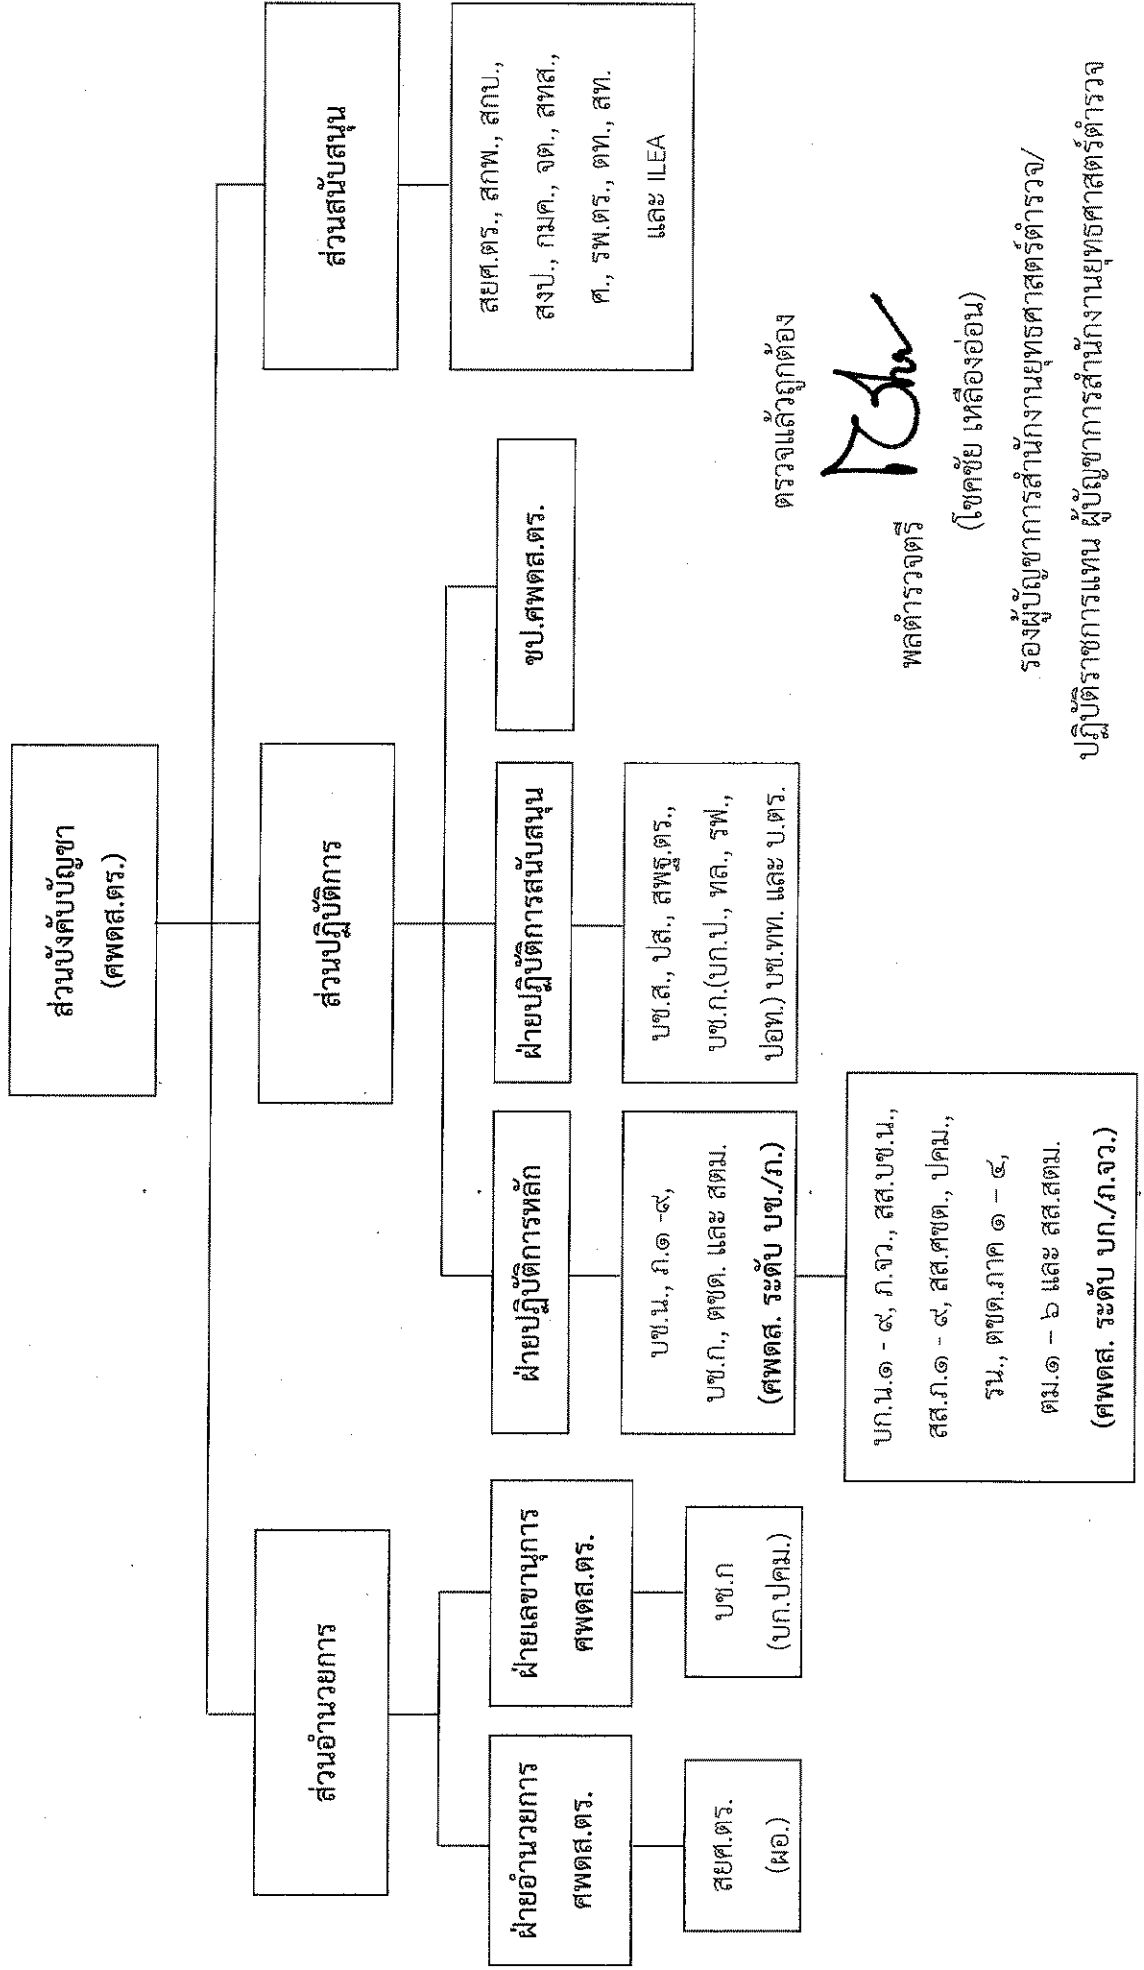 ส่วนบังคับบัญชา
(ศพดส.ตร.)
ส่วนอำนวยการ
ส่วนปฏิบัติการ
ส่วนสนับสนุน
ฝ่ายอำนวยการ
ศพดส.ตร.
ฝ่ายเลขานุการ
ศพดส.ตร.
ฝ่ายปฏิบัติการหลัก
ฝ่ายปฏิบัติการสนับสนุน
ชป.ศพดส.ตร.
สยศ.ตร., สกพ., สกบ.,
สงป., กมค., จต., สทส.,
ศ., รพ.ตร., ตท., สท.
และ ILEA
สยศ.ตร.
(ผอ.)
บช.ก
(บก.ปคม.)
บช.น., ภ.๑ -๙,
บช.ก., ตชด. และ สตม.
(ศพดส. ระดับ บช./ภ.)
บช.ส., ปส., สพฐ.ตร.,
บช.ก.(บก.ป., ทล., รฟ.,
ปอท.) บช.ทท. และ บ.ตร.
บก.น.๑ - ๙, ภ.จว., สส.บช.น.,
สส.ภ.๑ - ๙, สส.ศชต., ปคม.,
รน., ตชด.ภาค ๑ – ๔,
ตม.๑ – ๖ และ สส.สตม.
(ศพดส. ระดับ บก./ภ.จว.)
ตรวจแล้วถูกต้อง
พลตำรวจตรี
(โชคชัย เหลืองอ่อน)
รองผู้บัญชาการสำนักงานยุทธศาสตร์ตำรวจ/
ปฏิบัติราชการแทน ผู้บัญชาการสำนักงานยุทธศาสตร์ตำรวจ